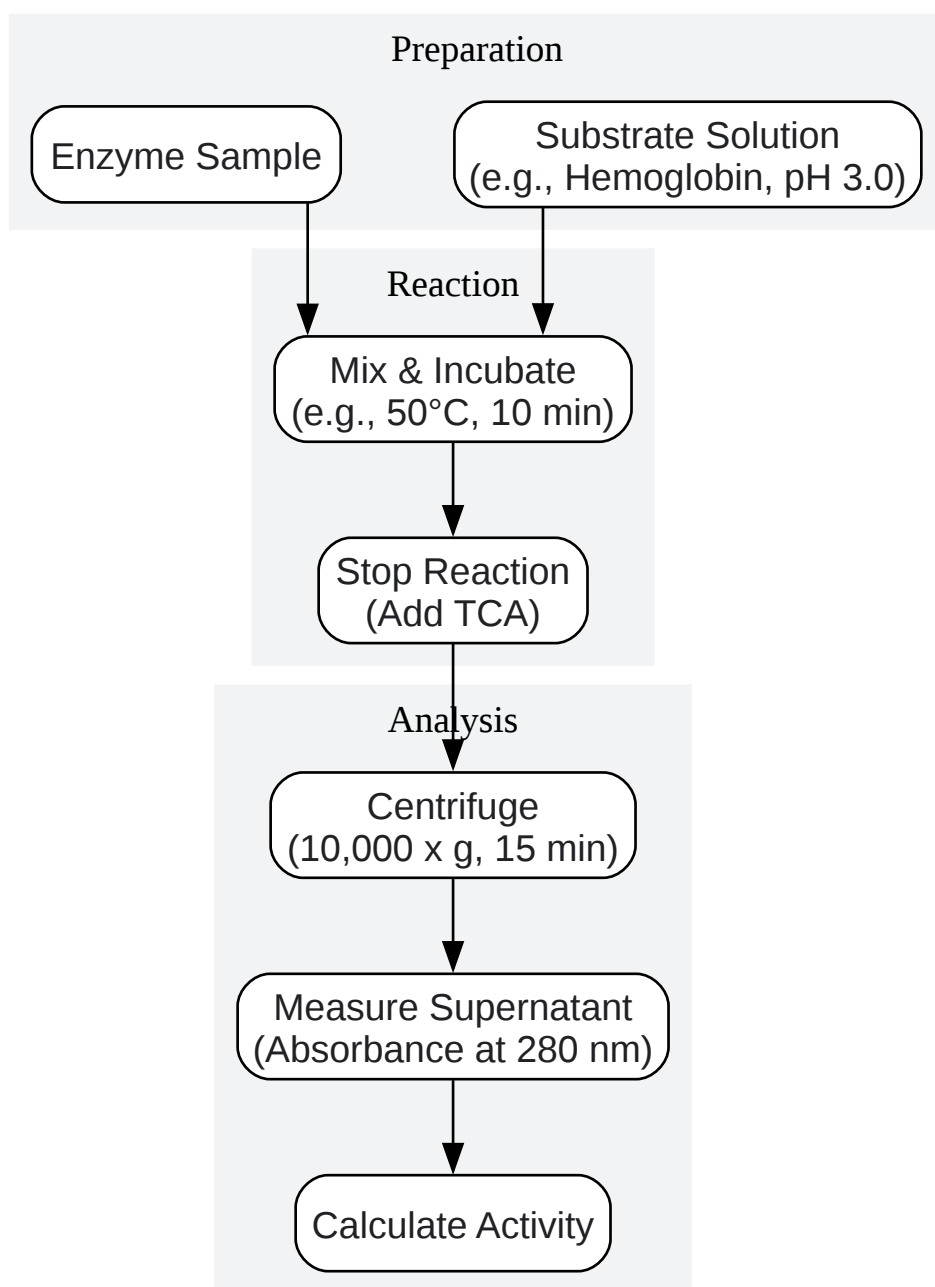 Preparation
Enzyme Sample
Substrate Solution
(e.g., Hemoglobin, pH 3.0)
Reaction
Mix & Incubate
(e.g., 50°C, 10 min)
Stop Reaction
(Add TCA)
Analysis
Centrifuge
(10,000 x g, 15 min)
Measure Supernatant
(Absorbance at 280 nm)
Calculate Activity